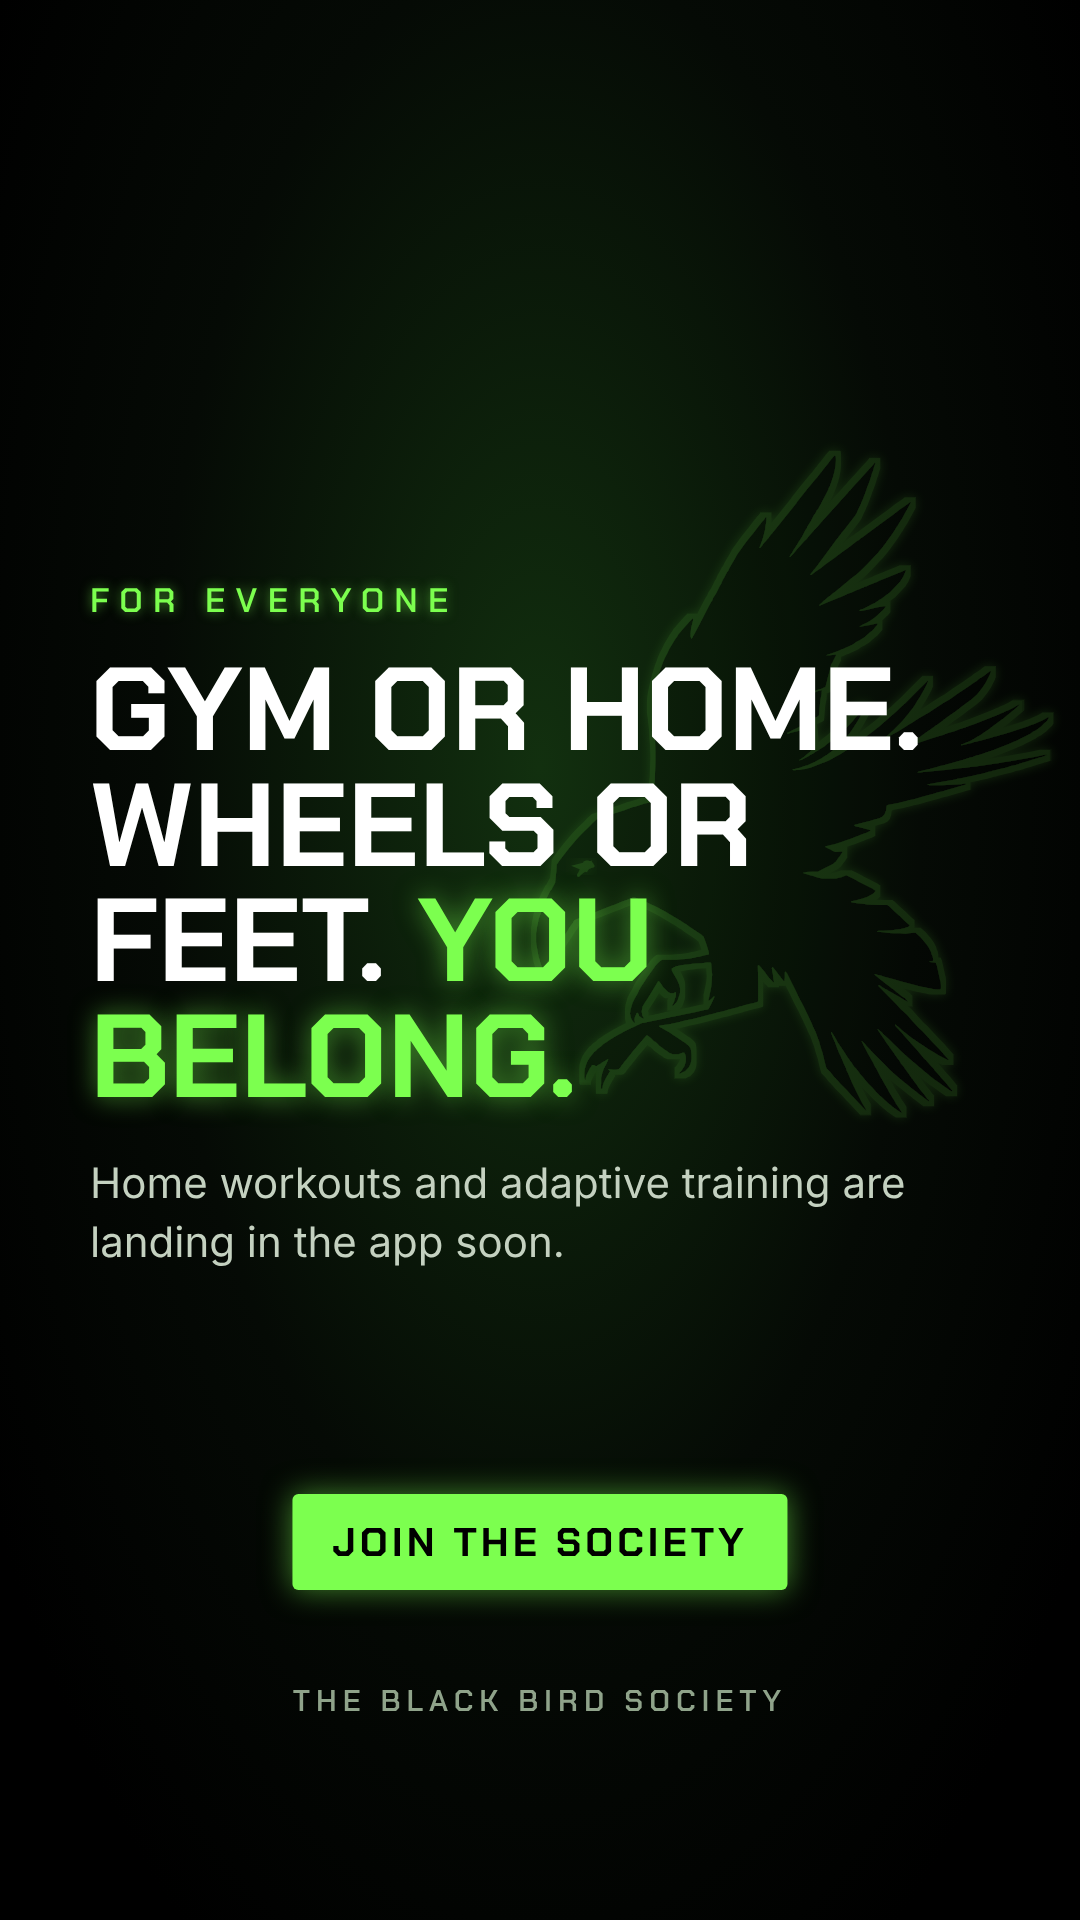 FOR EVERYONE
GYM OR HOME.
WHEELS OR
FEET. YOU
BELONG.
Home workouts and adaptive training are
landing in the app soon.
JOIN THE SOCIETY
THE BLACK BIRD SOCIETY